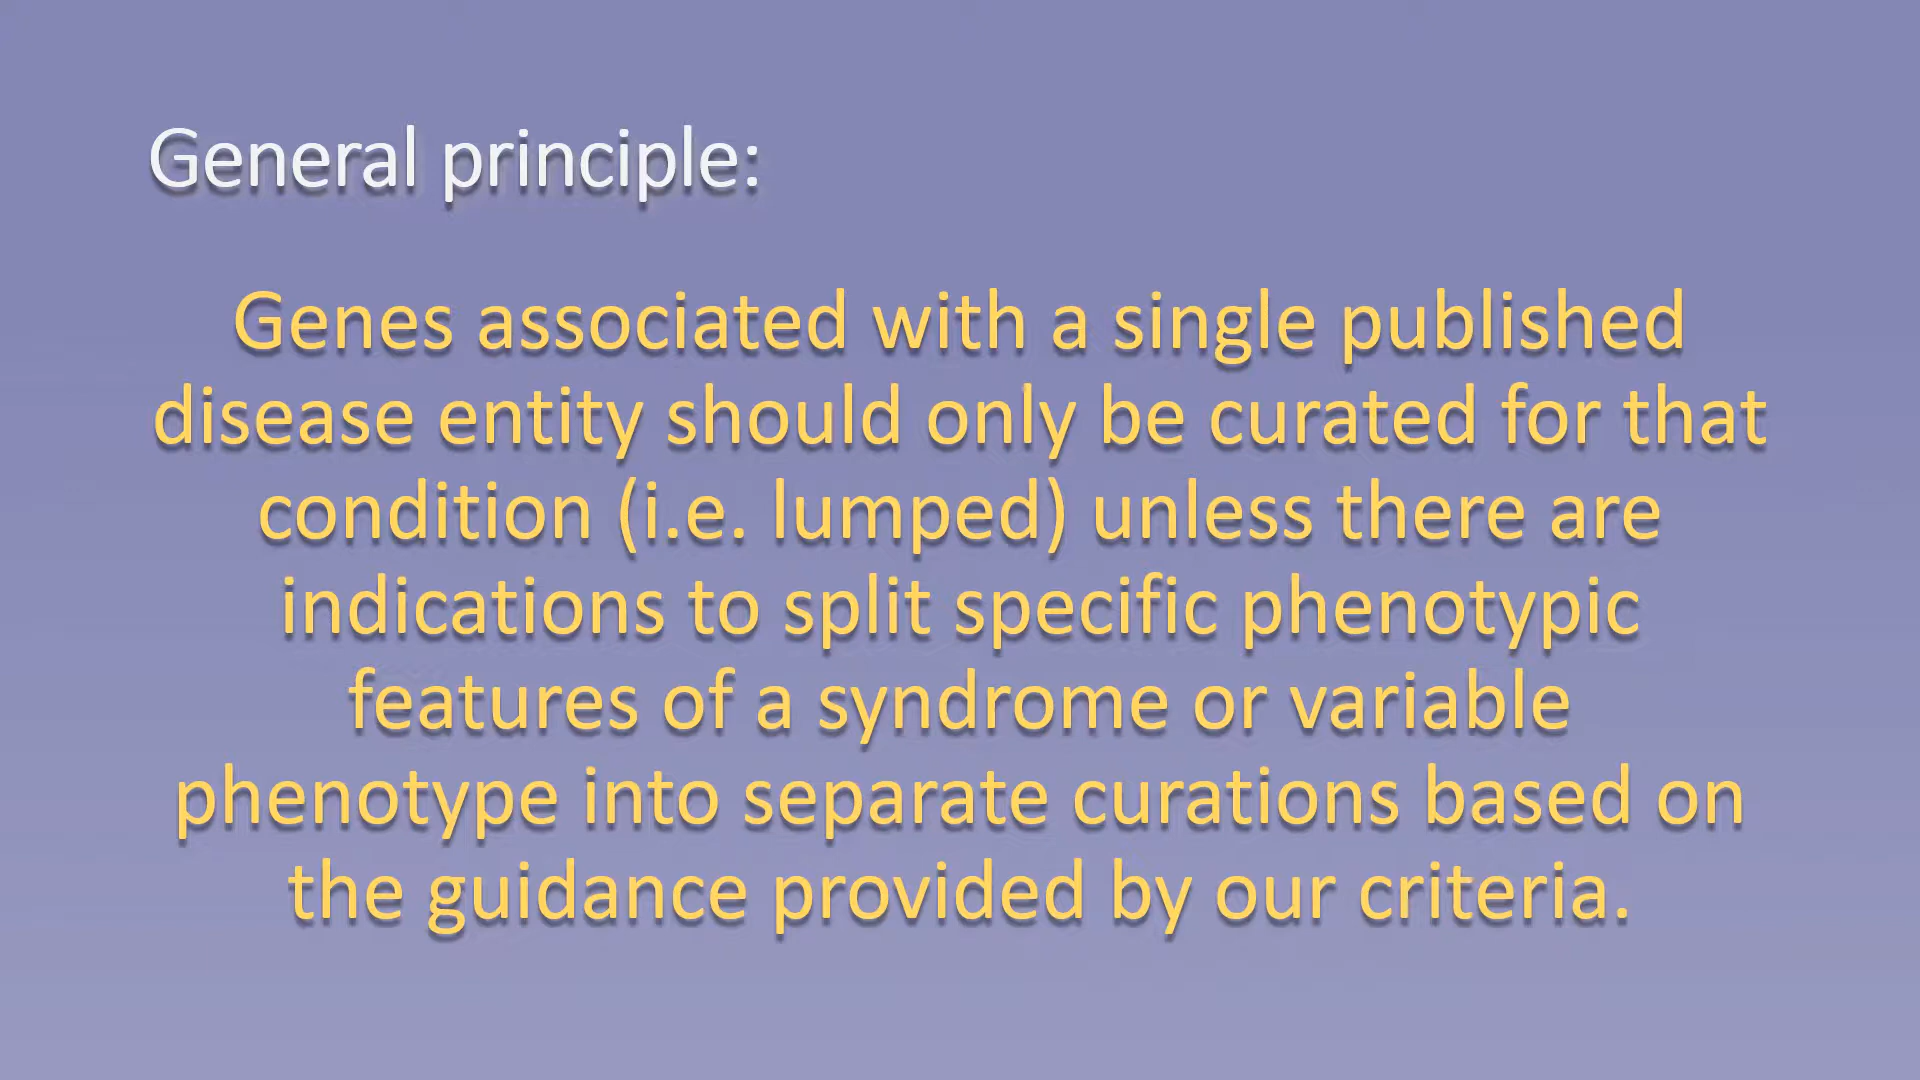 General principle:
Genes associated with a single published
disease entity should only be curated for that
condition (i.e. lumped) unless there are
indications to split specific phenotypic
features of a syndrome or variable
phenotype into separate curations based on
the guidance provided by our criteria.